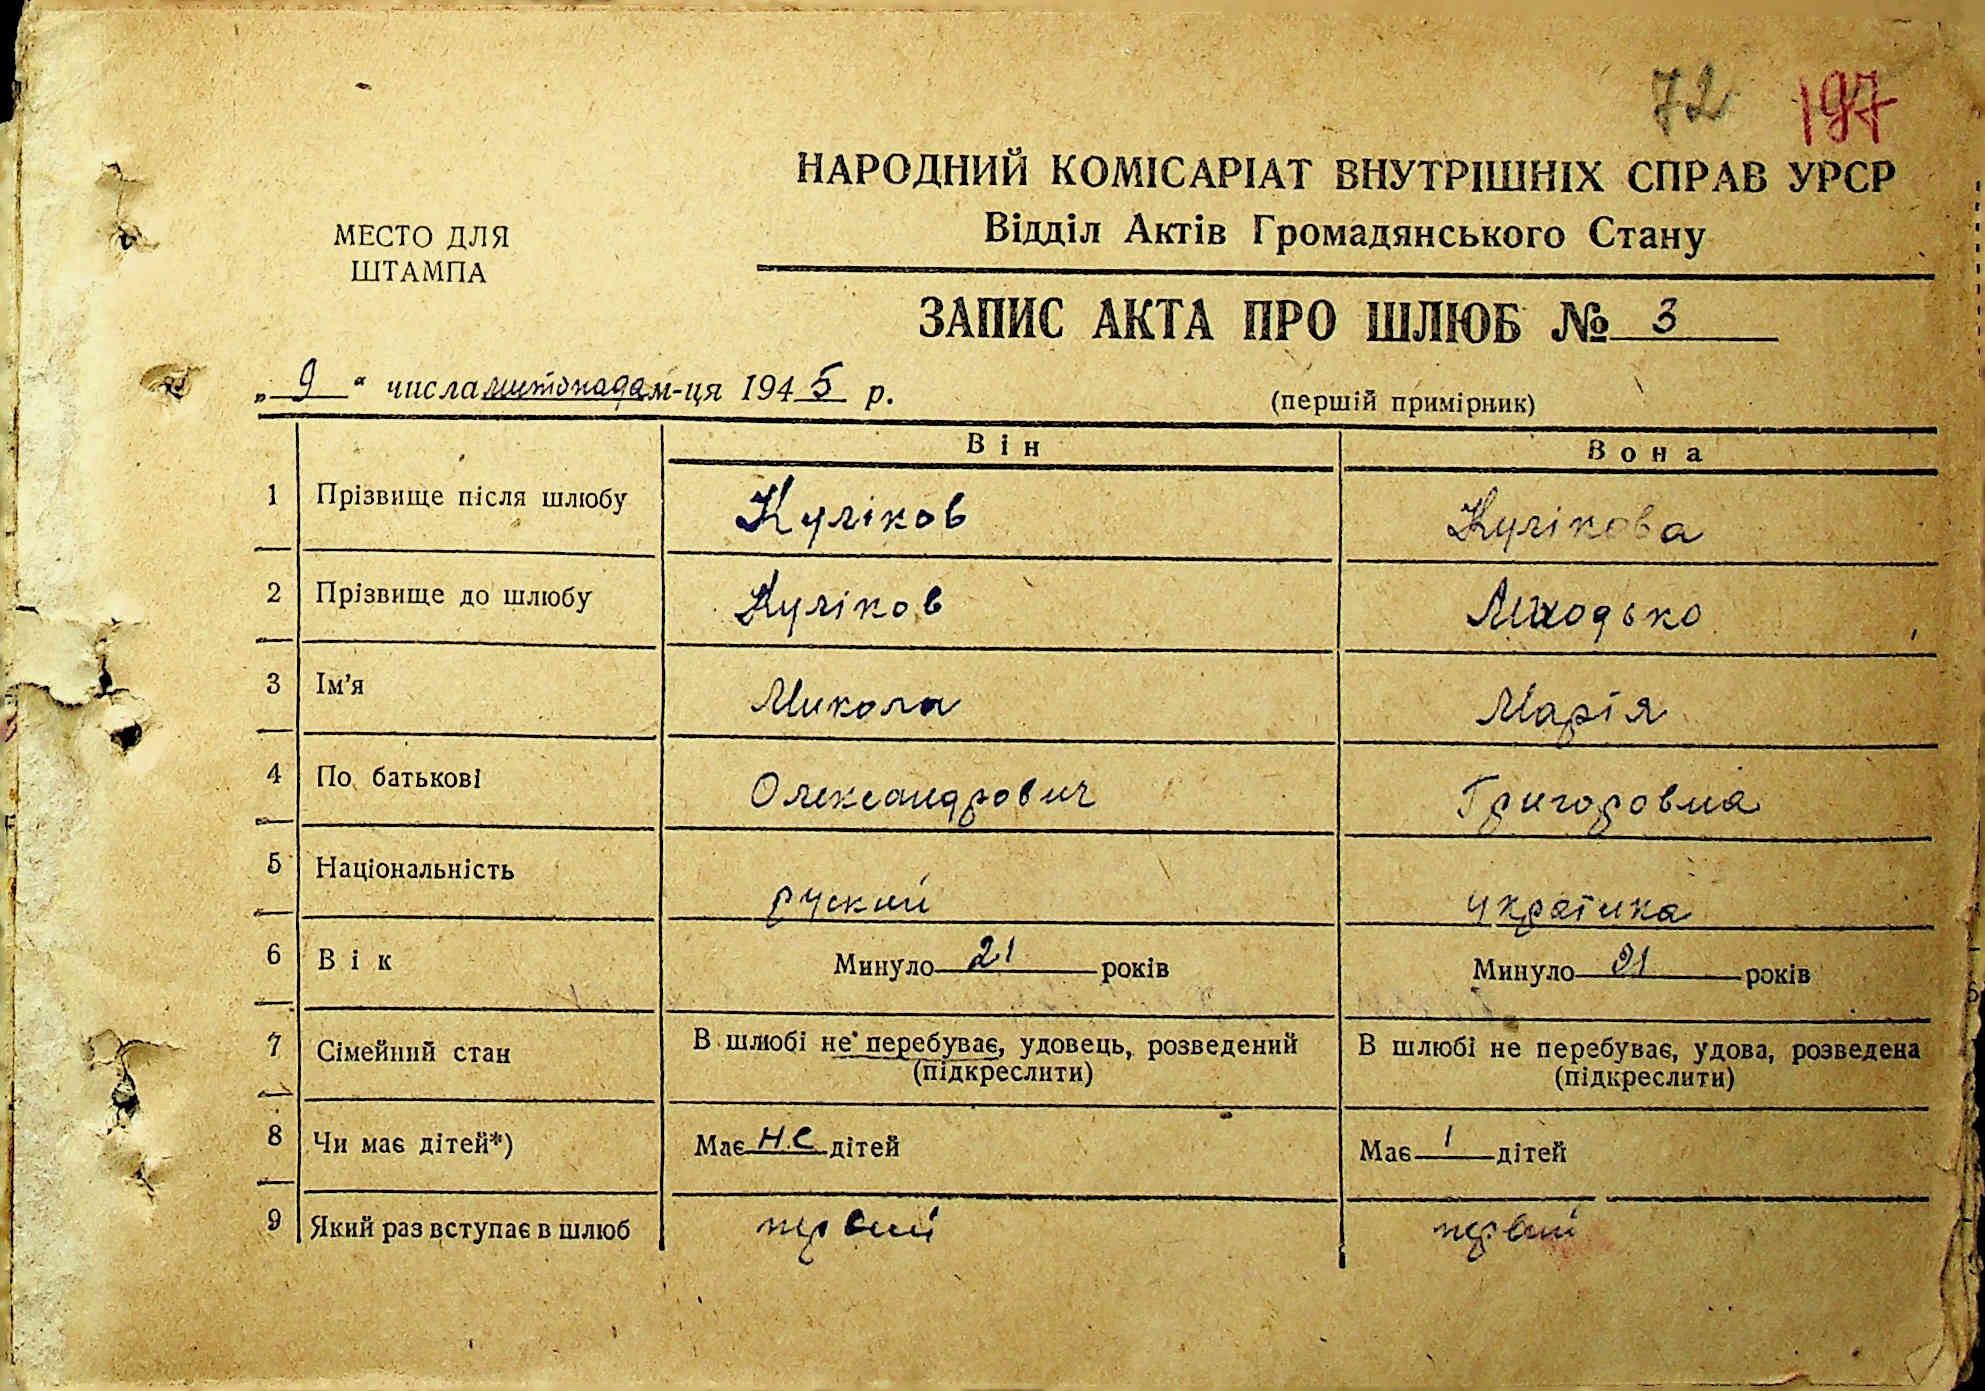 72 197
НАРОДНИЙ КОМІСАРІАТ ВНУТРІШНІХ СПРАВ УРСР
Відділ Актів Громадянського Стану
МЕСТО ДЛЯ
ШТАМПА
ЗАПИС АКТА ПРО ШЛЮБ № 3
„ 9 “ числа листопада м-ця 1945 р. (першій примірник)
Він Вона
1 Прізвище після шлюбу Куліков Кулікова
2 Прізвище до шлюбу Куліков Лиходько
3 Ім'я Микола Марія
4 По батькові Олександрович Григоровна
5 Національність руский украінка
6 Вік Минуло 21 років Минуло 21 років
7 Сімейний стан В шлюбі не перебуває, удовець, розведений В шлюбі не перебуває, удова, розведена
(підкреслити) (підкреслити)
8 Чи має дітей*) Має не дітей Має 1 дітей
9 Який раз вступає в шлюб первий первий